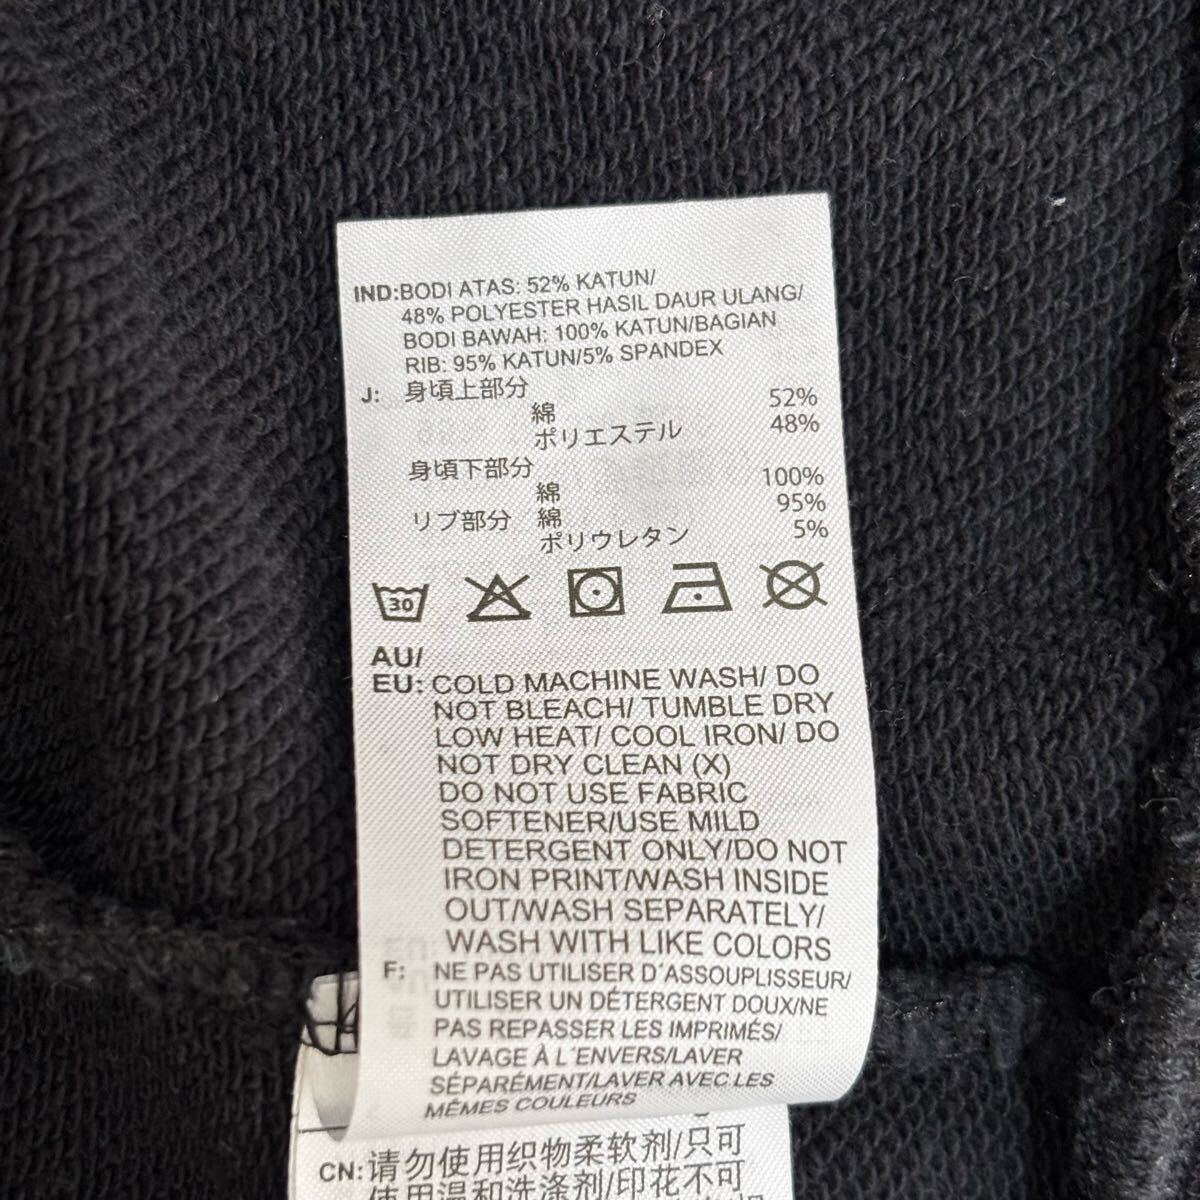 IND:BODI ATAS: 52% KATUN/
48% POLYESTER HASIL DAUR ULANG/
BODI BAWAH: 100% KATUN/BAGIAN
RIB: 95% KATUN/5% SPANDEX
J: 身頃上部分
綿 52%
ポリエステル 48%
身頃下部分
綿 100%
リブ部分 綿 95%
ポリウレタン 5%
30
AU/
EU: COLD MACHINE WASH/ DO
NOT BLEACH/ TUMBLE DRY
LOW HEAT/ COOL IRON/ DO
NOT DRY CLEAN (X)
DO NOT USE FABRIC
SOFTENER/USE MILD
DETERGENT ONLY/DO NOT
IRON PRINT/WASH INSIDE
OUT/WASH SEPARATELY/
WASH WITH LIKE COLORS
F: NE PAS UTILISER D´ASSOUPLISSEUR/
UTILISER UN DÉTERGENT DOUX/NE
PAS REPASSER LES IMPRIMÉS/
LAVAGE À L´ENVERS/LAVER
SÉPARÉMENT/LAVER AVEC LES
MÊMES COULEURS
CN: 请勿使用织物柔软剂/只可
使用温和洗涤剂/印花不可